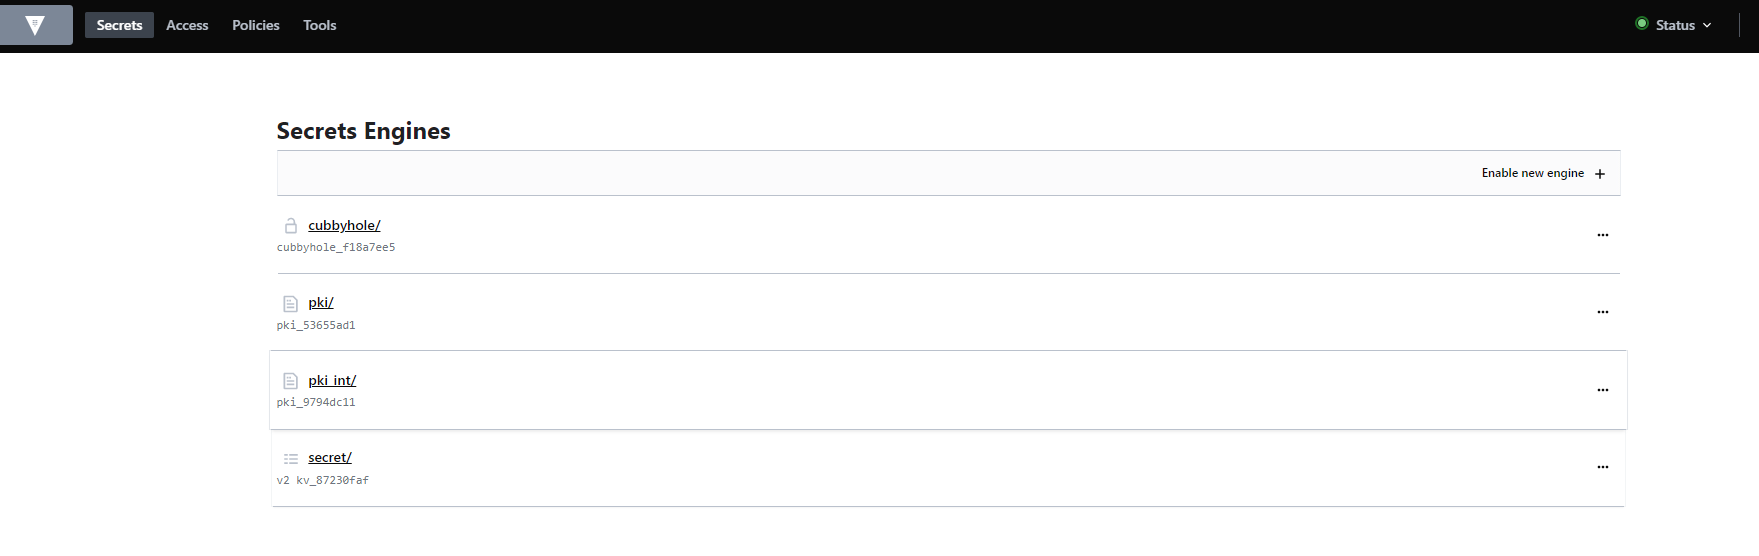 Secrets Access Policies Tools Status
Secrets Engines
Enable new engine +
cubbyhole/
cubbyhole_f18a7ee5
pki/
pki_53655ad1
pki_int/
pki_9794dc11
secret/
v2 kv_87230faf